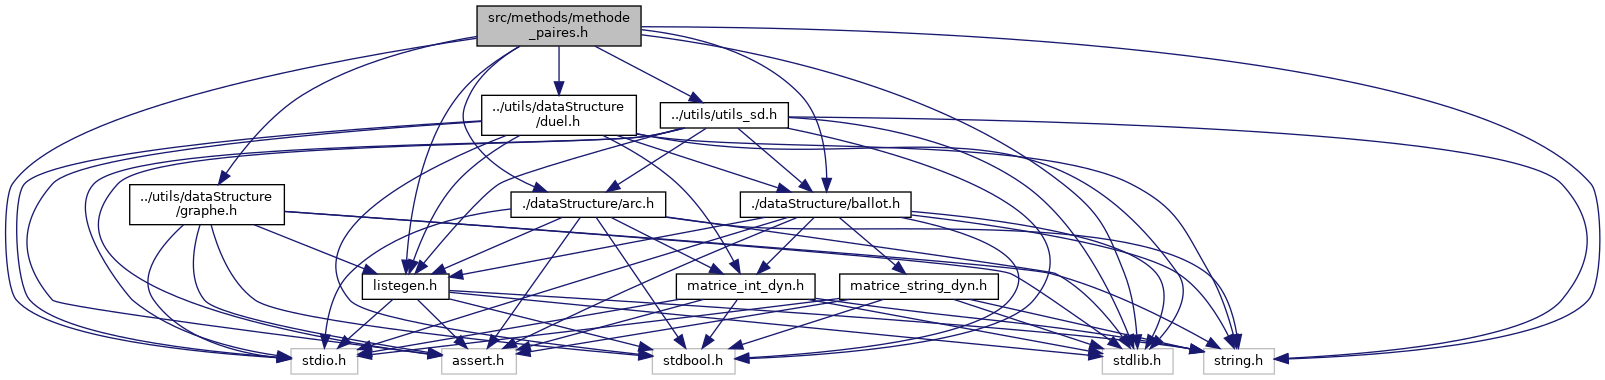 src/methods/methode
_paires.h
../utils/dataStructure
/duel.h
../utils/utils_sd.h
../utils/dataStructure
/graphe.h
./dataStructure/arc.h
./dataStructure/ballot.h
listegen.h
matrice_int_dyn.h
matrice_string_dyn.h
stdio.h
assert.h
stdbool.h
stdlib.h
string.h